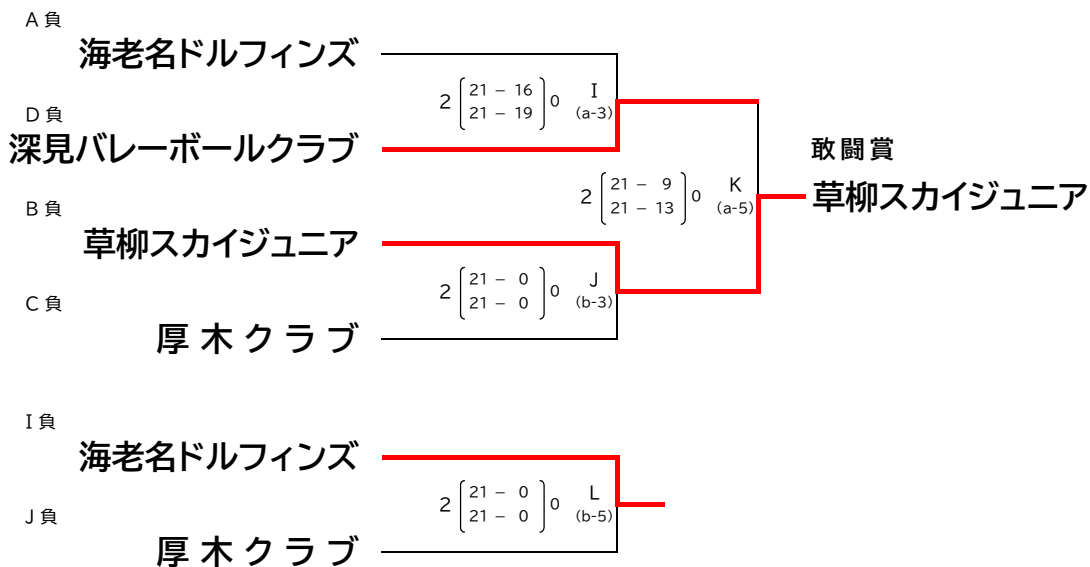 A 負
海老名ドルフィンズ
2 21 − 16 0 I
21 − 19 (a-3)
D 負
深見バレーボールクラブ
敢闘賞
2 21 − 9 0 K
21 − 13 (a-5)
草柳スカイジュニア
B 負
草柳スカイジュニア
2 21 − 0 0 J
21 − 0 (b-3)
C 負
厚木クラブ
I 負
海老名ドルフィンズ
2 21 − 0 0 L
21 − 0 (b-5)
J 負
厚木クラブ